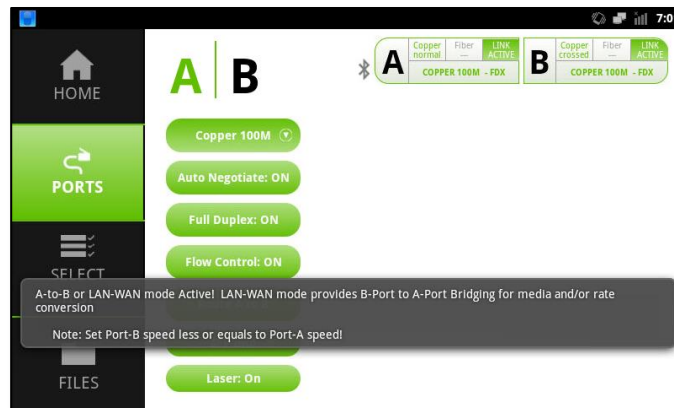 7:0
HOME
PORTS
SELECT
FILES
A B
Copper 100M
Auto Negotiate: ON
Full Duplex: ON
Flow Control: ON
Laser: On
A
Copper normal
Fiber —
LINK ACTIVE
COPPER 100M - FDX
B
Copper crossed
Fiber —
LINK ACTIVE
COPPER 100M - FDX
A-to-B or LAN-WAN mode Active! LAN-WAN mode provides B-Port to A-Port Bridging for media and/or rate
conversion
Note: Set Port-B speed less or equals to Port-A speed!